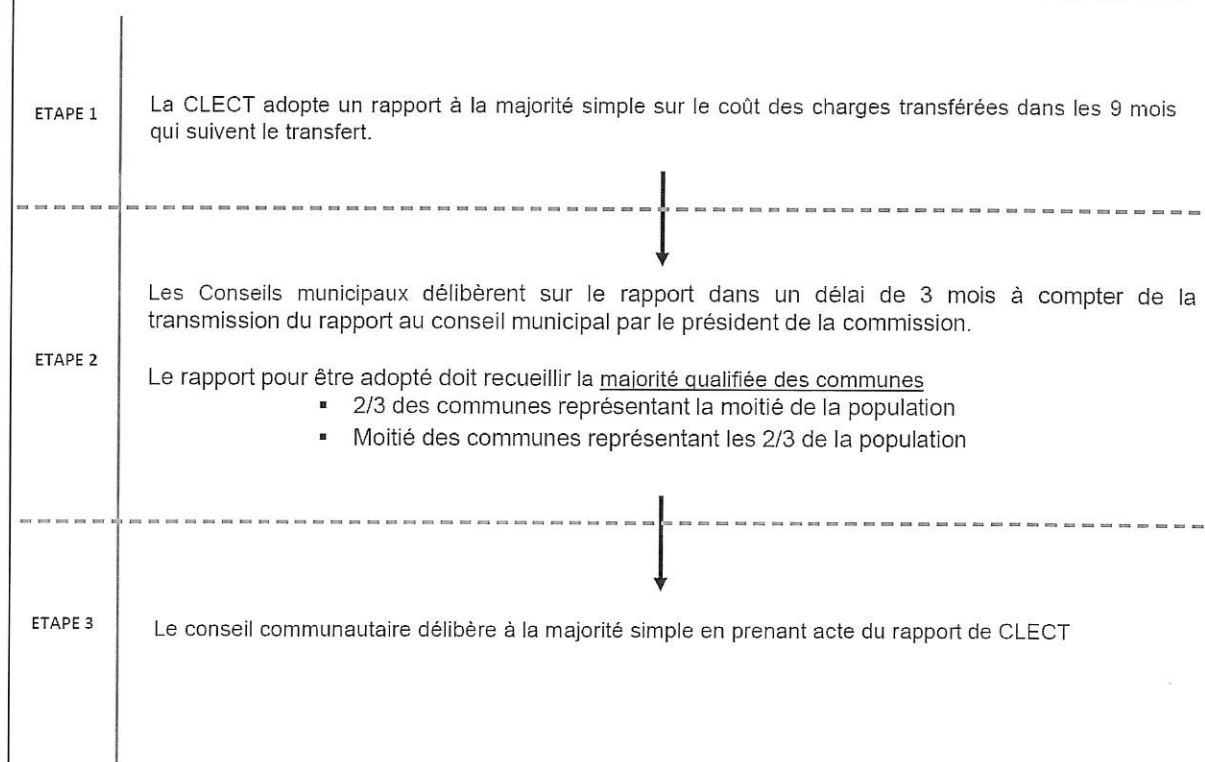 ETAPE 1
La CLECT adopte un rapport à la majorité simple sur le coût des charges transférées dans les 9 mois
qui suivent le transfert.
ETAPE 2
Les Conseils municipaux délibèrent sur le rapport dans un délai de 3 mois à compter de la
transmission du rapport au conseil municipal par le président de la commission.
Le rapport pour être adopté doit recueillir la majorité qualifiée des communes
▪ 2/3 des communes représentant la moitié de la population
▪ Moitié des communes représentant les 2/3 de la population
ETAPE 3
Le conseil communautaire délibère à la majorité simple en prenant acte du rapport de CLECT